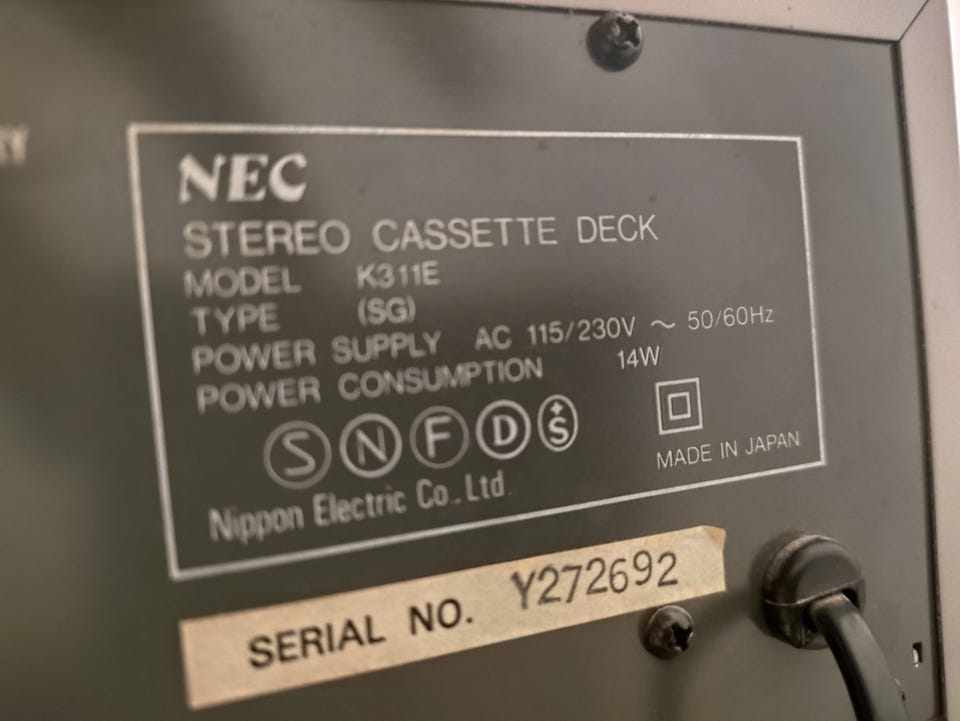 NEC
STEREO CASSETTE DECK
MODEL K311E
TYPE (SG)
POWER SUPPLY AC 115/230V ~ 50/60Hz
POWER CONSUMPTION 14W
S N F D +S
Nippon Electric Co., Ltd.
MADE IN JAPAN
SERIAL NO. Y272692